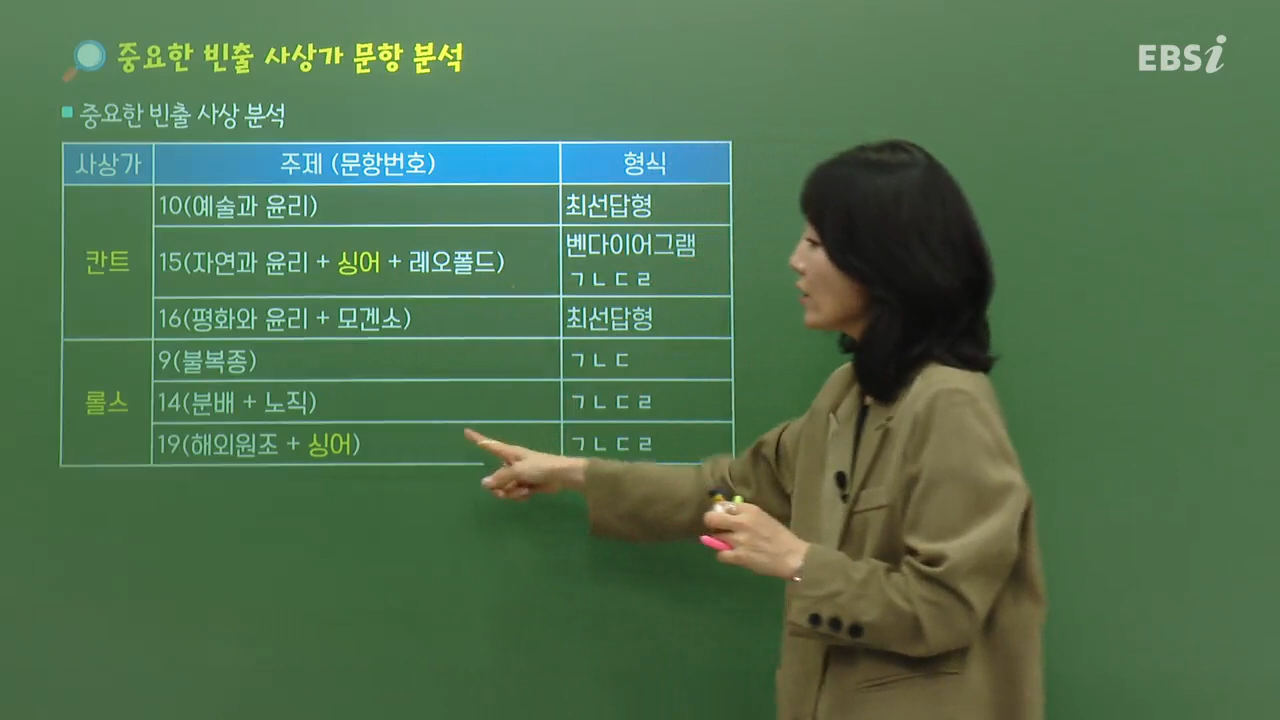 중요한 빈출 사상가 문항 분석
EBSi
중요한 빈출 사상 분석
사상가 주제 (문항번호) 형식
칸트
10(예술과 윤리) 최선답형
15(자연과 윤리 + 싱어 + 레오폴드) 벤다이어그램
ㄱㄴㄷㄹ
16(평화와 윤리 + 모겐소) 최선답형
롤스
9(불복종) ㄱㄴㄷ
14(분배 + 노직) ㄱㄴㄷㄹ
19(해외원조 + 싱어) ㄱㄴㄷㄹ